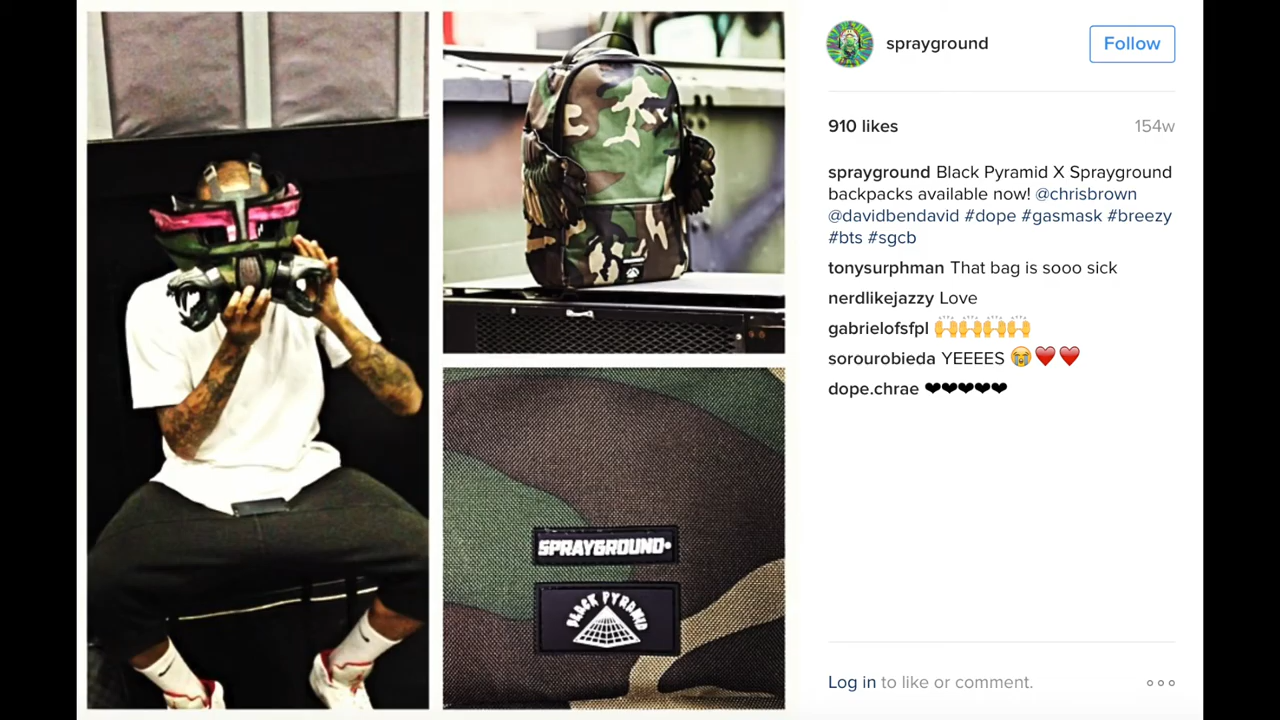 SPRAYGROUND
BLACK PYRAMID
sprayground
Follow
910 likes
154w
sprayground Black Pyramid X Sprayground
backpacks available now! @chrisbrown
@davidbendavid #dope #gasmask #breezy
#bts #sgcb
tonysurphman That bag is sooo sick
nerdlikejazzy Love
gabrielofsfpl 🙌🙌🙌🙌
sorourobieda YEEEES 😭❤️❤️
dope.chrae ❤❤❤❤❤
Log in to like or comment.